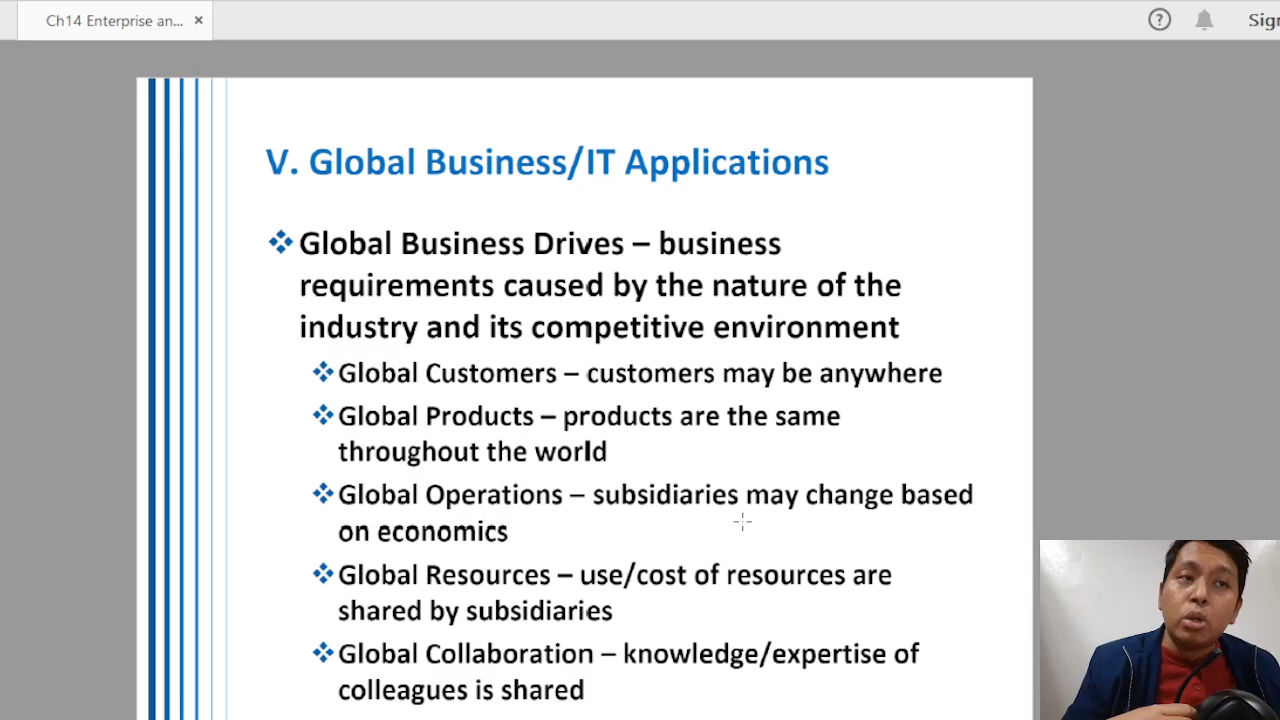 Ch14 Enterprise an...
Sig
V. Global Business/IT Applications
Global Business Drives – business
requirements caused by the nature of the
industry and its competitive environment
Global Customers – customers may be anywhere
Global Products – products are the same
throughout the world
Global Operations – subsidiaries may change based
on economics
Global Resources – use/cost of resources are
shared by subsidiaries
Global Collaboration – knowledge/expertise of
colleagues is shared